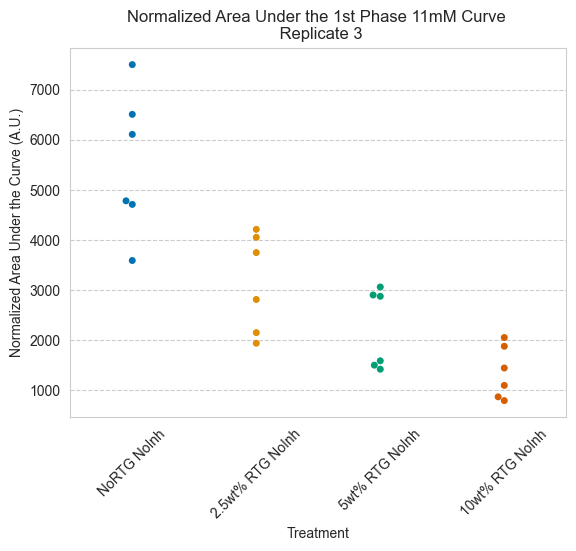 Normalized Area Under the 1st Phase 11mM Curve
Replicate 3
Normalized Area Under the Curve (A.U.)
7000
6000
5000
4000
3000
2000
1000
NoRTG NoInh
2.5wt% RTG NoInh
5wt% RTG NoInh
10wt% RTG NoInh
Treatment